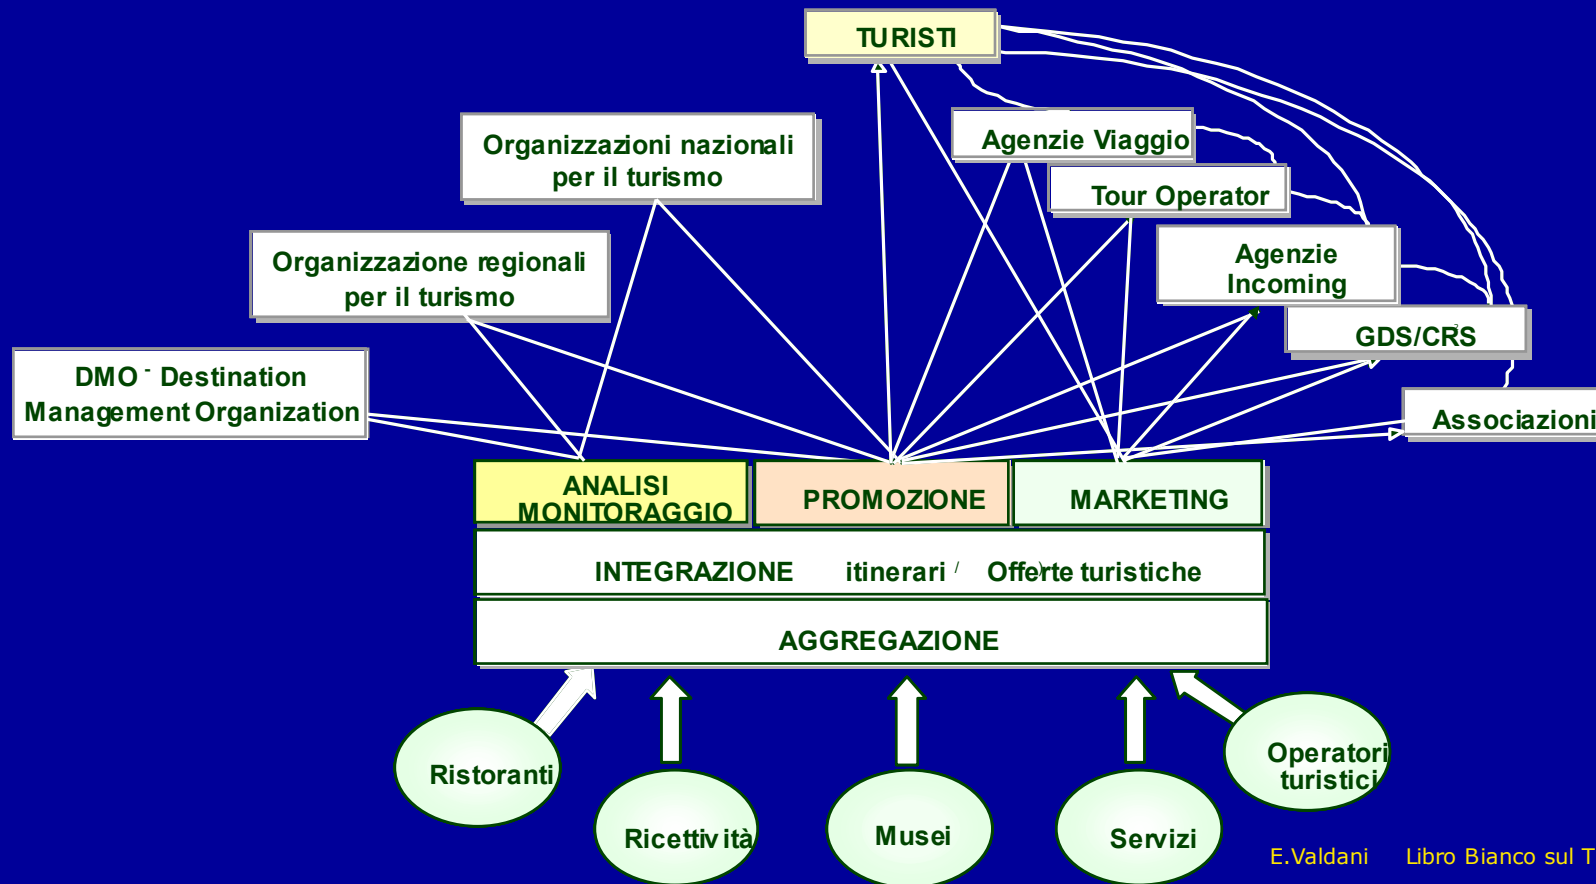 TURISTI
Organizzazioni nazionali
per il turismo
Agenzie Viaggio
Tour Operator
Organizzazione regionali
per il turismo
Agenzie
Incoming
GDS/CRS
DMO - Destination
Management Organization
Associazioni
ANALISI
MONITORAGGIO
PROMOZIONE
MARKETING
INTEGRAZIONE itinerari / Offerte turistiche
AGGREGAZIONE
Ristoranti
Ricettività
Musei
Servizi
Operatori
turistici
E.Valdani Libro Bianco sul T